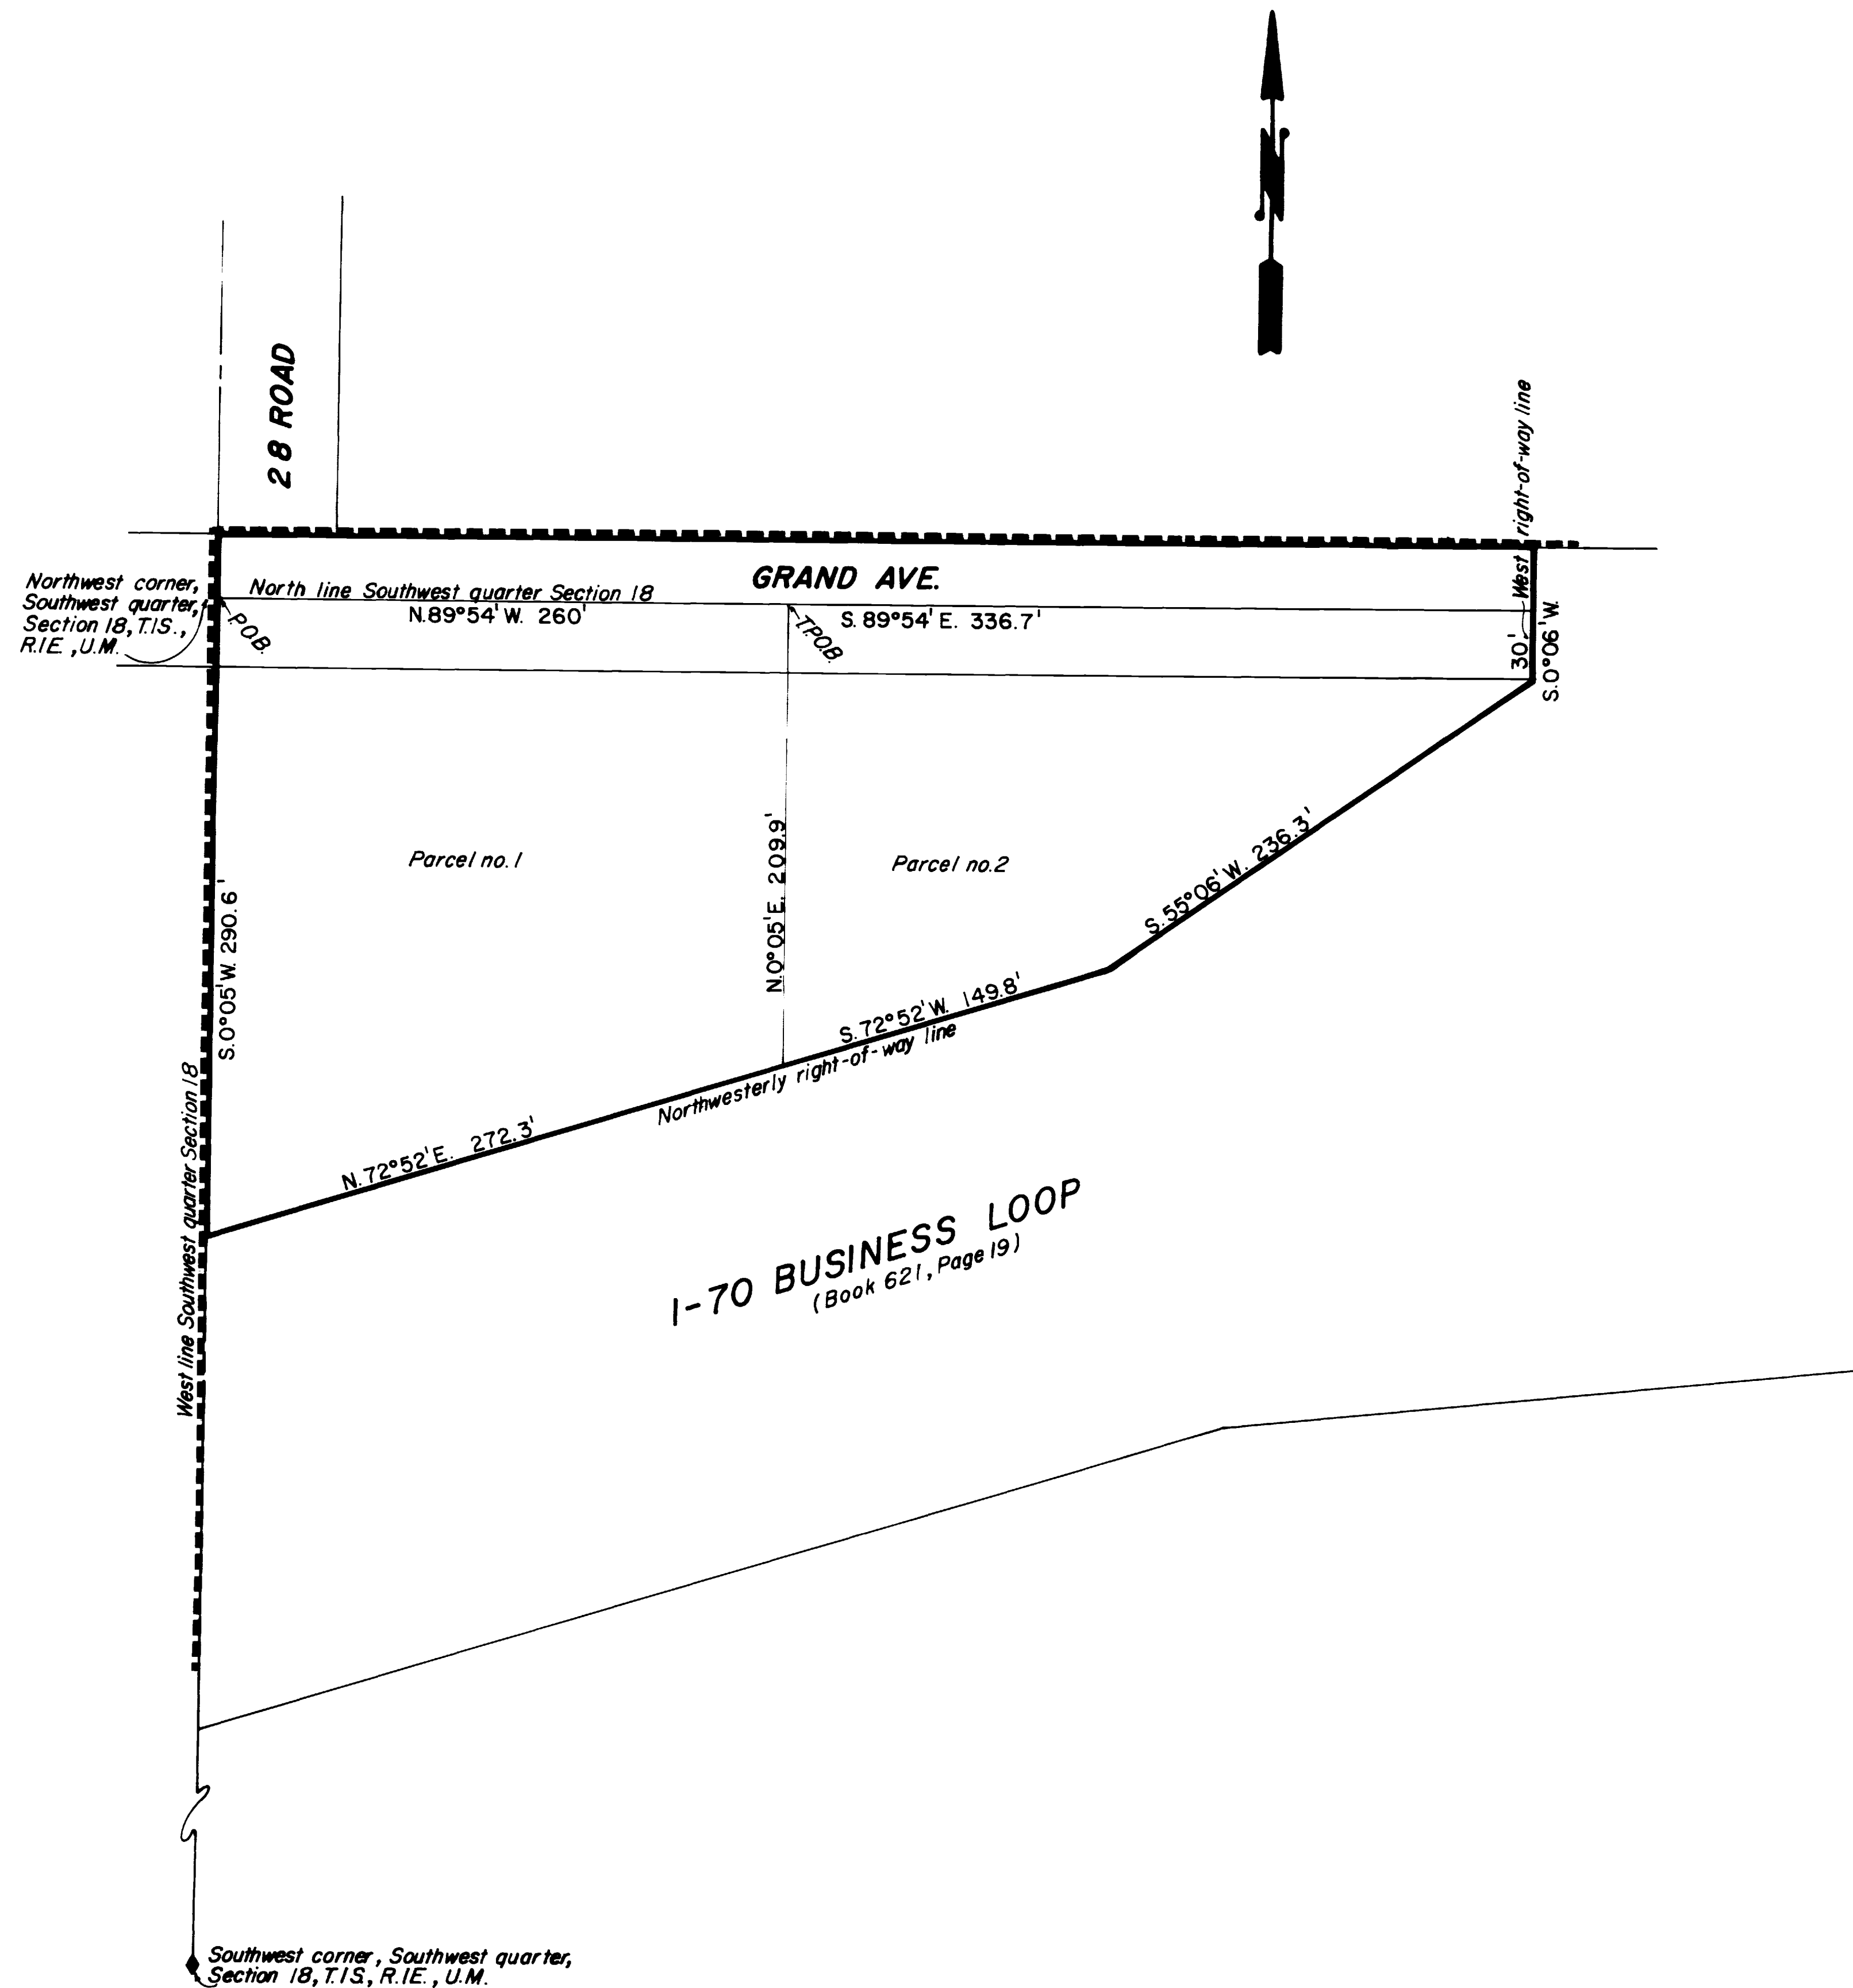 N
28 ROAD
West right-of-way line
Northwest corner,
Southwest quarter,
Section 18, T.1S.,
R.1E., U.M.
North line Southwest quarter Section 18
GRAND AVE.
N.89°54'W. 260'
S. 89°54' E. 336.7'
P.O.B.
T.P.O.B.
30'
S.0°06'W.
Parcel no. 1
Parcel no. 2
S.0°05'W. 290.6'
N.0°05'E. 209.9'
S.55°06'W. 236.3'
S.72°52'W. 149.8'
Northwesterly right-of-way line
N.72°52'E. 272.3'
West line Southwest quarter Section 18
I-70 BUSINESS LOOP
(Book 621, Page 19)
Southwest corner, Southwest quarter,
Section 18, T.1S., R.1E., U.M.